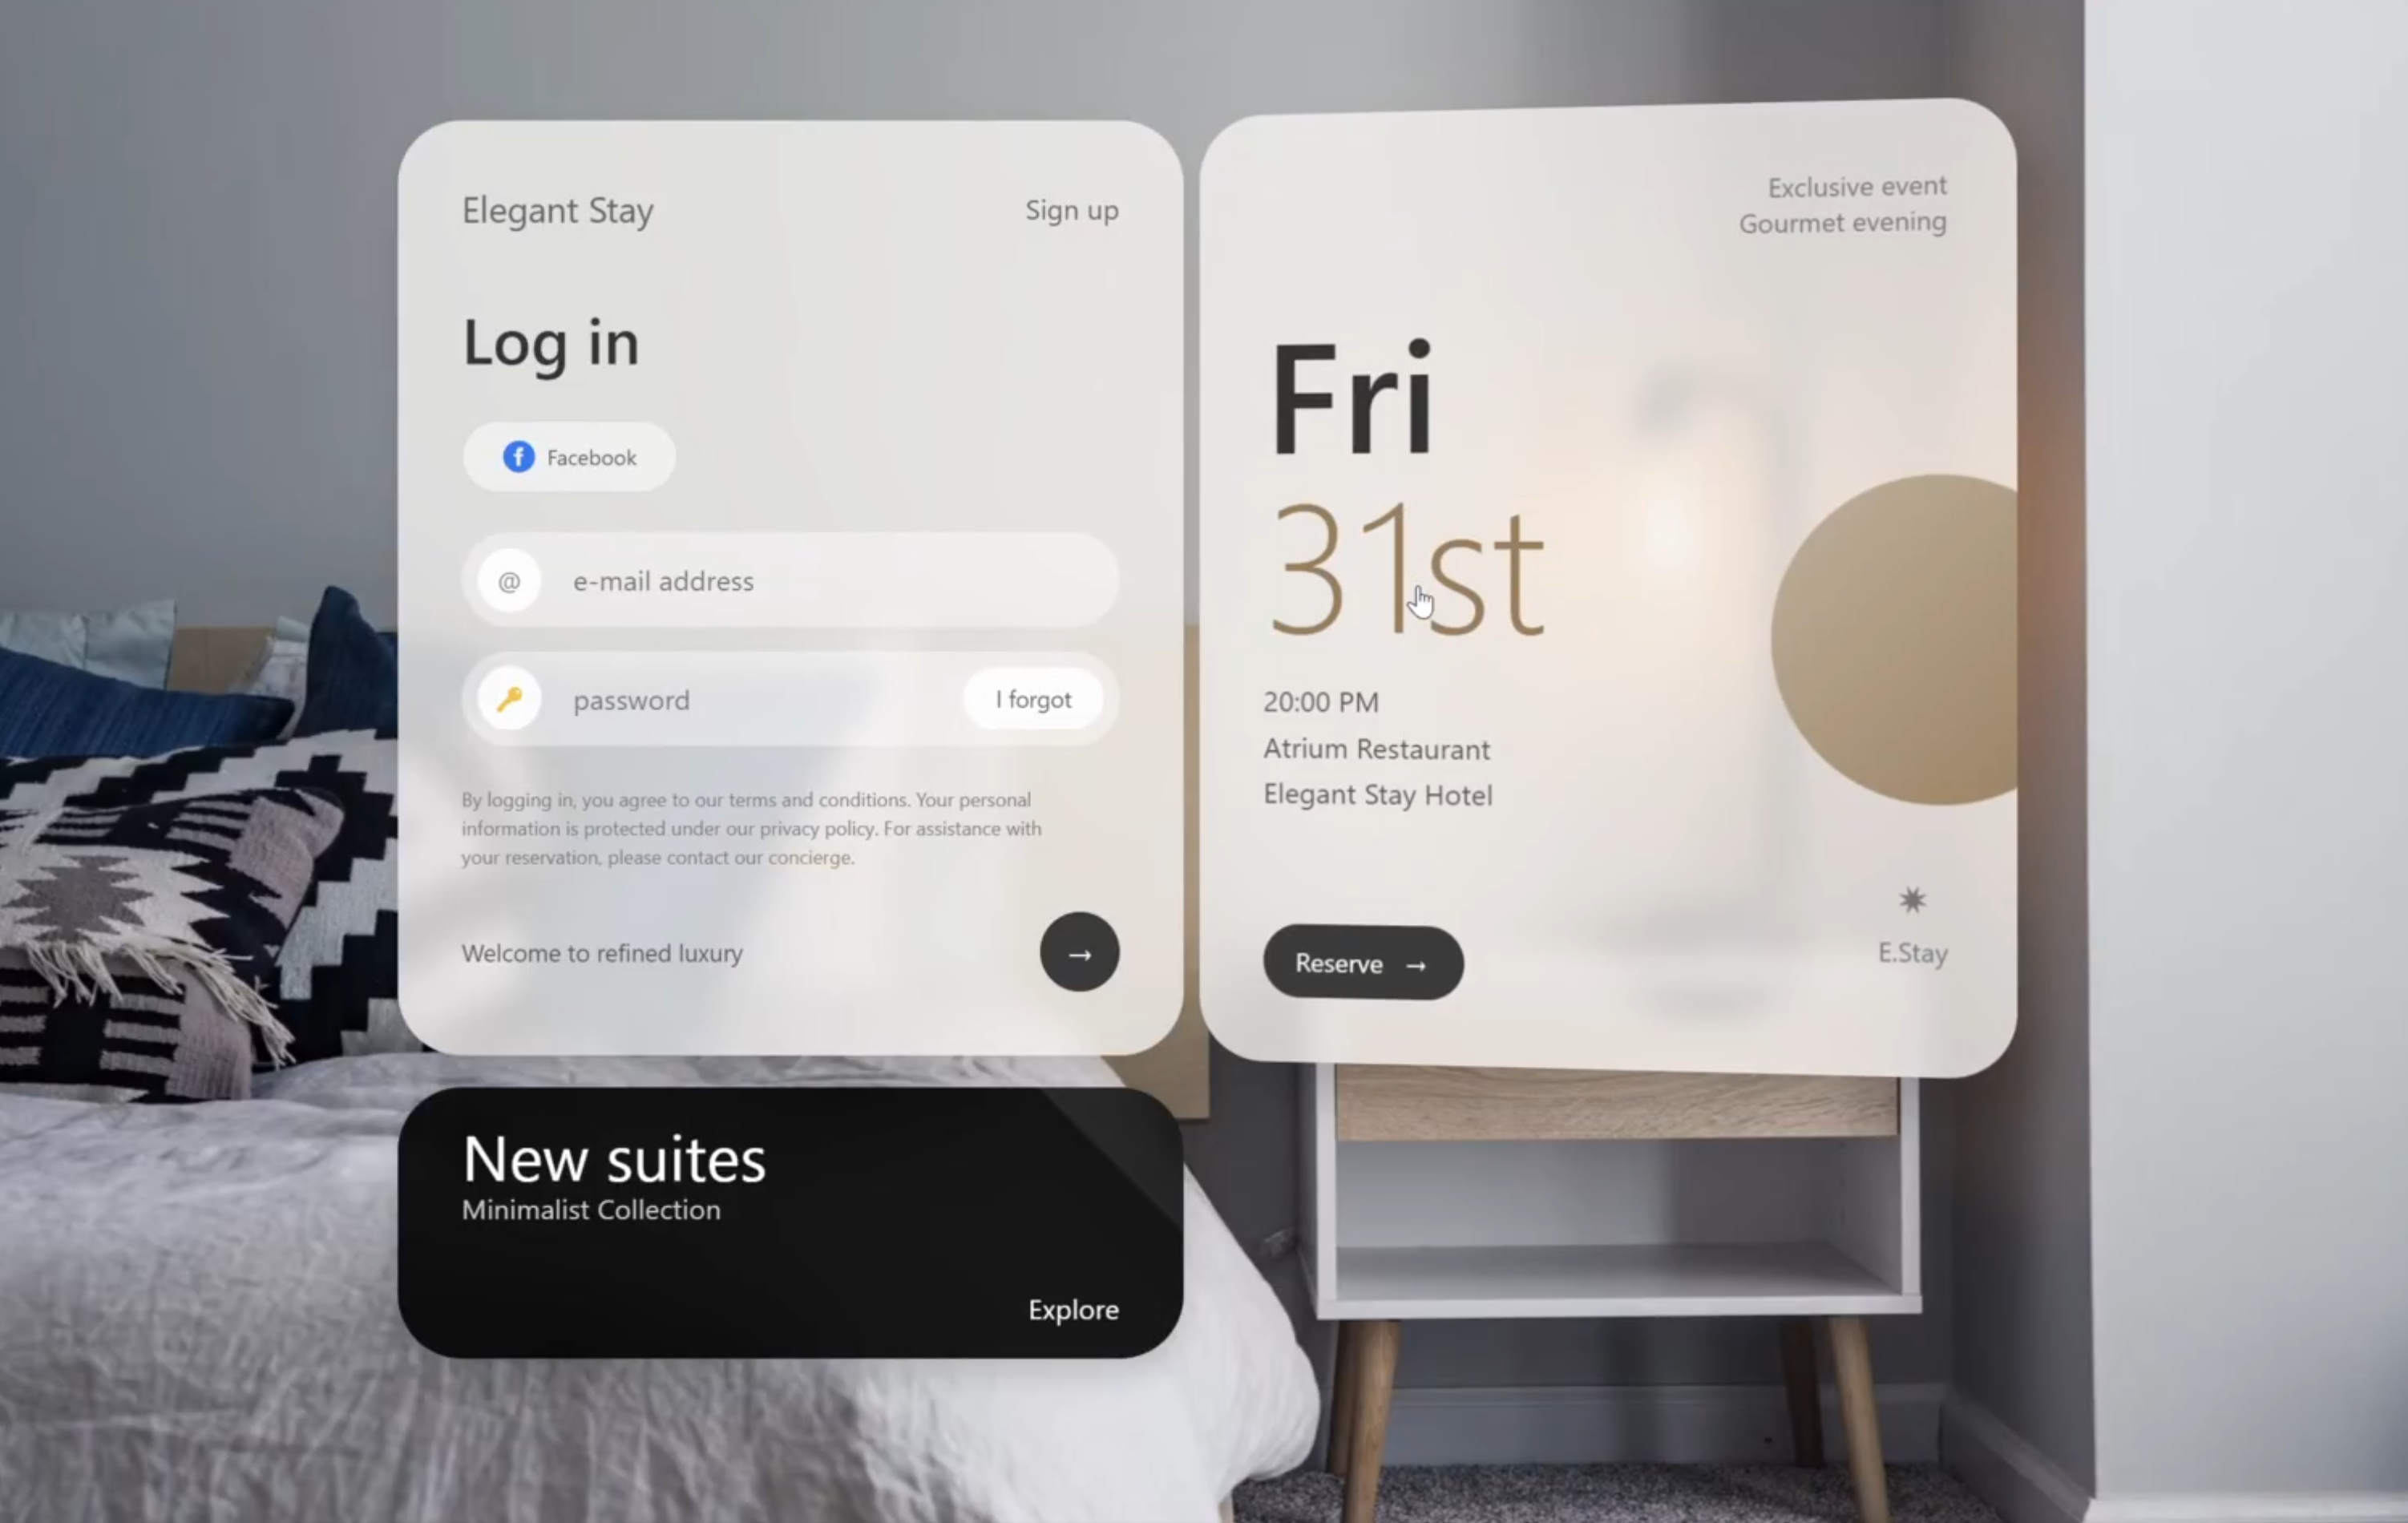 Elegant Stay
Sign up
Log in
f Facebook
@ e-mail address
password
I forgot
By logging in, you agree to our terms and conditions. Your personal
information is protected under our privacy policy. For assistance with
your reservation, please contact our concierge.
Welcome to refined luxury
→
New suites
Minimalist Collection
Explore
Exclusive event
Gourmet evening
Fri
31st
20:00 PM
Atrium Restaurant
Elegant Stay Hotel
Reserve →
E.Stay